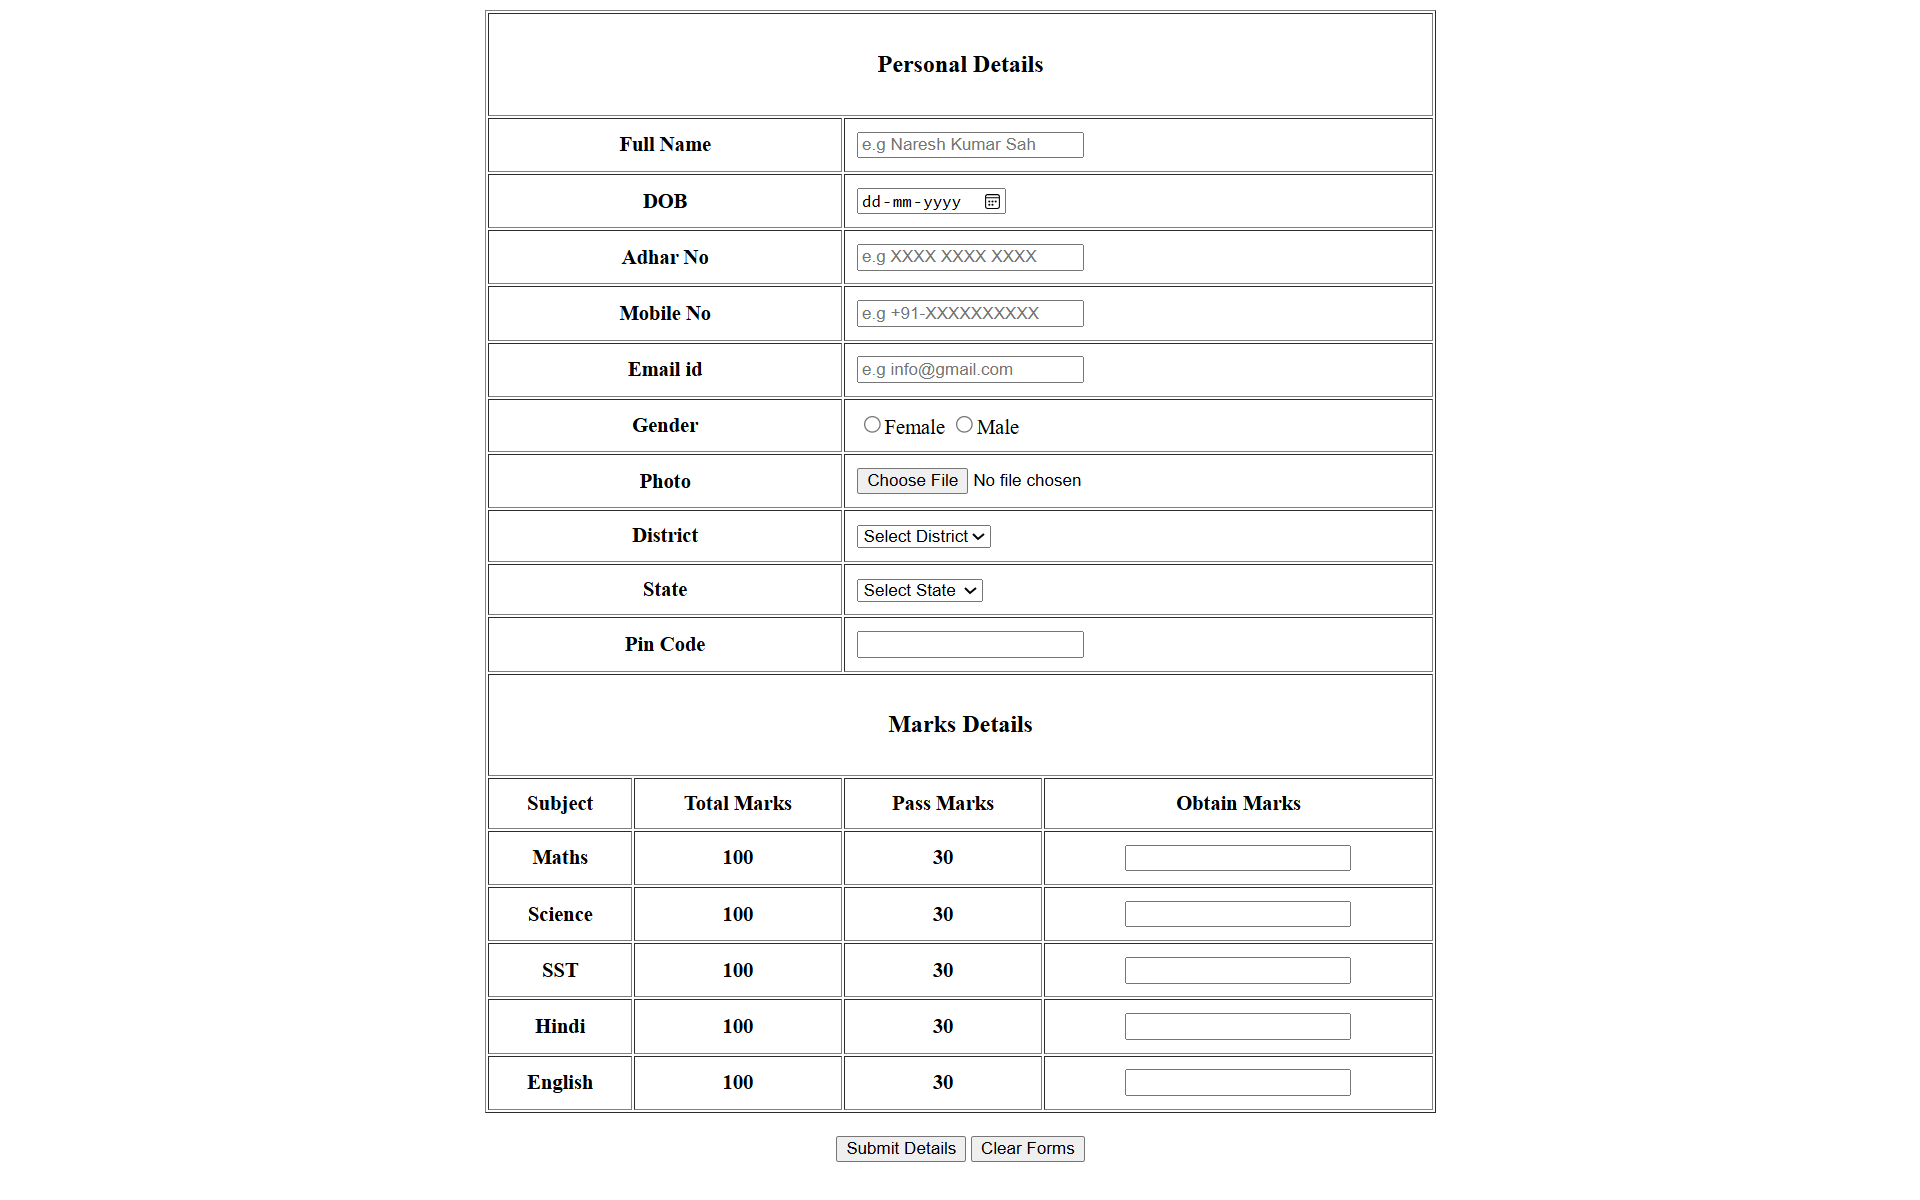 Personal Details
Full Name e.g Naresh Kumar Sah
DOB dd-mm-yyyy
Adhar No e.g XXXX XXXX XXXX
Mobile No e.g +91-XXXXXXXXXX
Email id e.g info@gmail.com
Gender Female Male
Photo Choose File No file chosen
District Select District
State Select State
Pin Code
Marks Details
Subject Total Marks Pass Marks Obtain Marks
Maths 100 30
Science 100 30
SST 100 30
Hindi 100 30
English 100 30
Submit Details Clear Forms